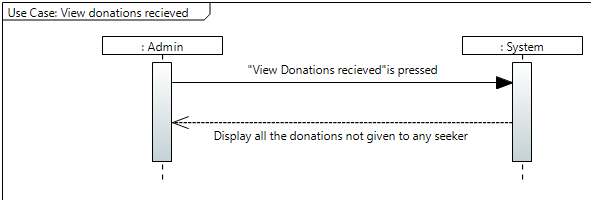 Use Case: View donations recieved
: Admin
: System
"View Donations recieved"is pressed
Display all the donations not given to any seeker